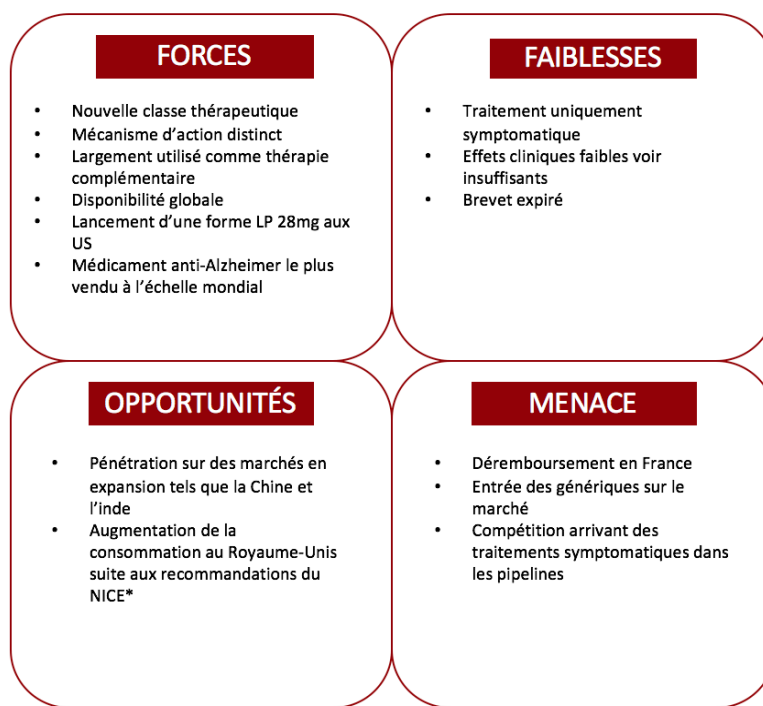 FORCES
• Nouvelle classe thérapeutique
• Mécanisme d'action distinct
• Largement utilisé comme thérapie
complémentaire
• Disponibilité globale
• Lancement d'une forme LP 28mg aux
US
• Médicament anti-Alzheimer le plus
vendu à l'échelle mondial
FAIBLESSES
• Traitement uniquement
symptomatique
• Effets cliniques faibles voir
insuffisants
• Brevet expiré
OPPORTUNITÉS
• Pénétration sur des marchés en
expansion tels que la Chine et
l'inde
• Augmentation de la
consommation au Royaume-Unis
suite aux recommandations du
NICE*
MENACE
• Déremboursement en France
• Entrée des génériques sur le
marché
• Compétition arrivant des
traitements symptomatiques dans
les pipelines